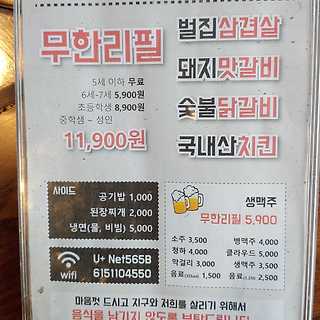 무한리필
5세 이하 무료
6세-7세 5,900원
초등학생 8,900원
중학생 ~ 성인
11,900원
벌집삼겹살
돼지맛갈비
숯불닭갈비
국내산치킨
사이드
공기밥 1,000
된장찌개 2,000
냉면(물, 비빔) 5,000
wifi
U+ Net565B
6151104550
생맥주
무한리필 5,900
소주 3,500
청하 4,000
막걸리 3,000
음료(355ml) 1,500
병맥주 4,000
클라우드 5,000
생맥주 3,500
음료(1.25l) 2,500
마음껏 드시고 지구와 저희를 살리기 위해서
음식을 남기지 않도록 부탁드립니다